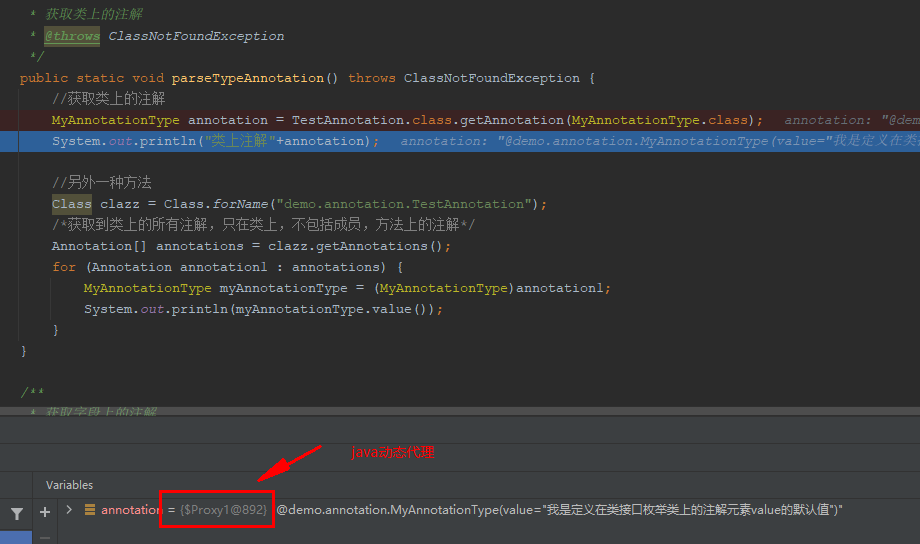 * 获取类上的注解
* @throws ClassNotFoundException
*/
public static void parseTypeAnnotation() throws ClassNotFoundException {
//获取类上的注解
MyAnnotationType annotation = TestAnnotation.class.getAnnotation(MyAnnotationType.class); annotation: "@demo
System.out.println("类上注解"+annotation); annotation: "@demo.annotation.MyAnnotationType(value="我是定义在类
//另外一种方法
Class clazz = Class.forName("demo.annotation.TestAnnotation");
/*获取到类上的所有注解，只在类上，不包括成员，方法上的注解*/
Annotation[] annotations = clazz.getAnnotations();
for (Annotation annotation1 : annotations) {
MyAnnotationType myAnnotationType = (MyAnnotationType)annotation1;
System.out.println(myAnnotationType.value());
}
}
/**
* 获取字段上的注解
java动态代理
Variables
annotation = {$Proxy1@892} @demo.annotation.MyAnnotationType(value="我是定义在类接口枚举类上的注解元素value的默认值")"